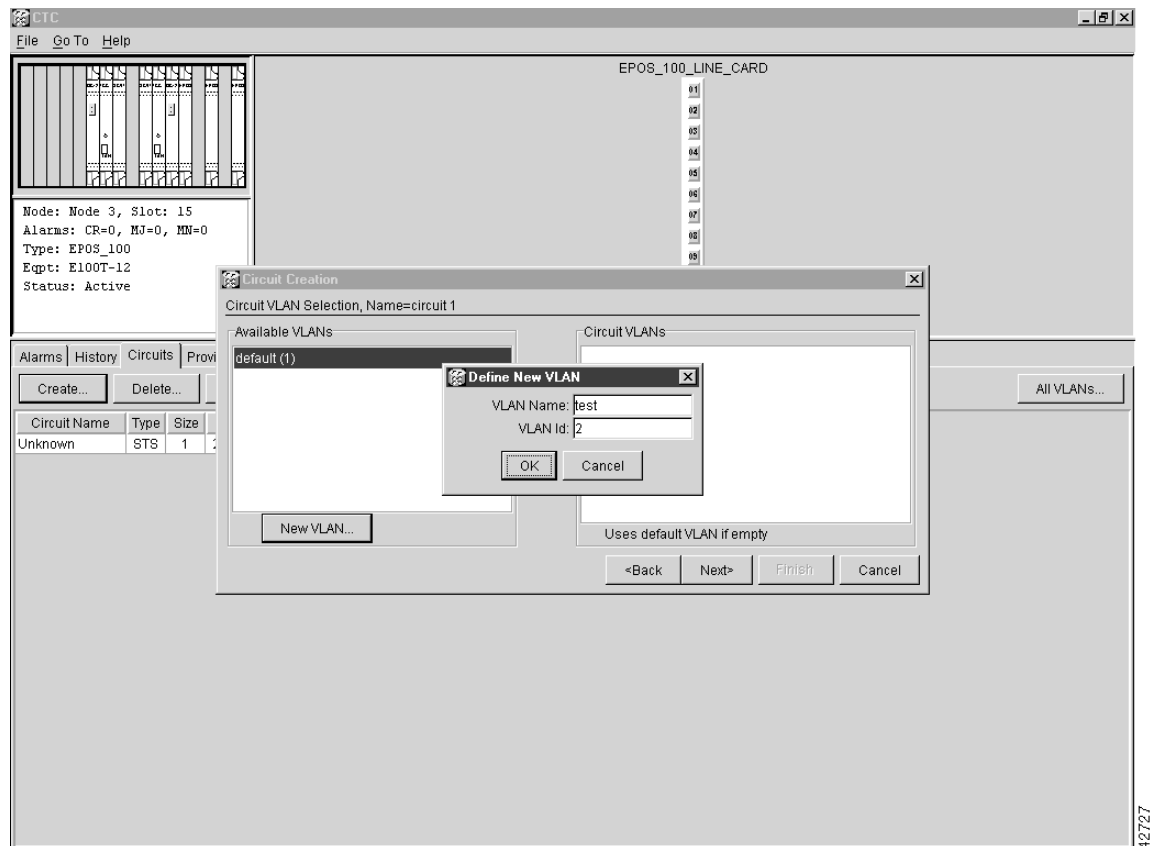 CTC
File Go To Help
EPOS_100_LINE_CARD
01
02
03
04
05
06
07
08
09
Node: Node 3, Slot: 15
Alarms: CR=0, MJ=0, MN=0
Type: EPOS_100
Eqpt: E100T-12
Status: Active
Circuit Creation
Circuit VLAN Selection, Name=circuit 1
Available VLANs
Circuit VLANs
default (1)
Define New VLAN
VLAN Name: test
VLAN Id: 2
OK Cancel
New VLAN...
Uses default VLAN if empty
<Back Next> Finish Cancel
Alarms History Circuits Provi
Create... Delete... All VLANs...
Circuit Name Type Size
Unknown STS 1
42727